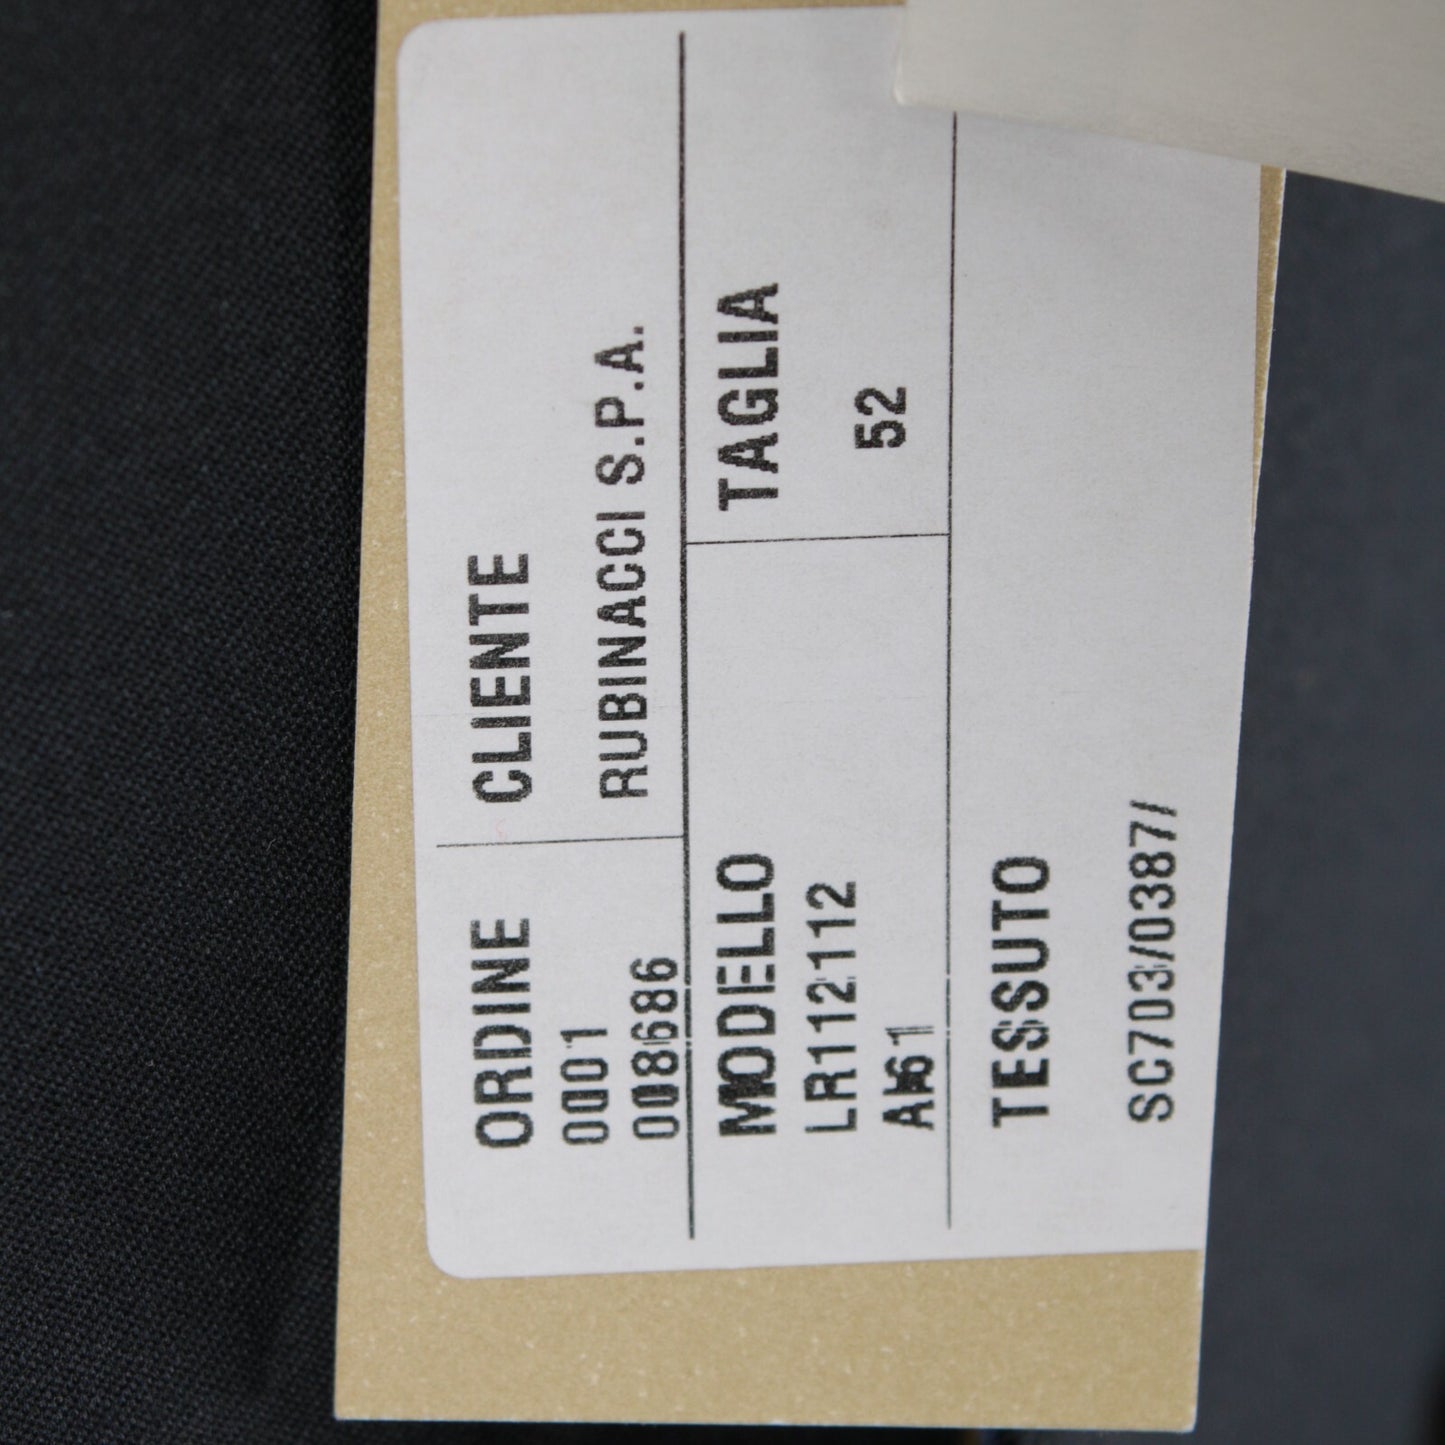 ORDINE CLIENTE
0001
RUBINACCI S.P.A.
008686
MODELLO TAGLIA
LR112112
52
TESSUTO
SC703/0387/